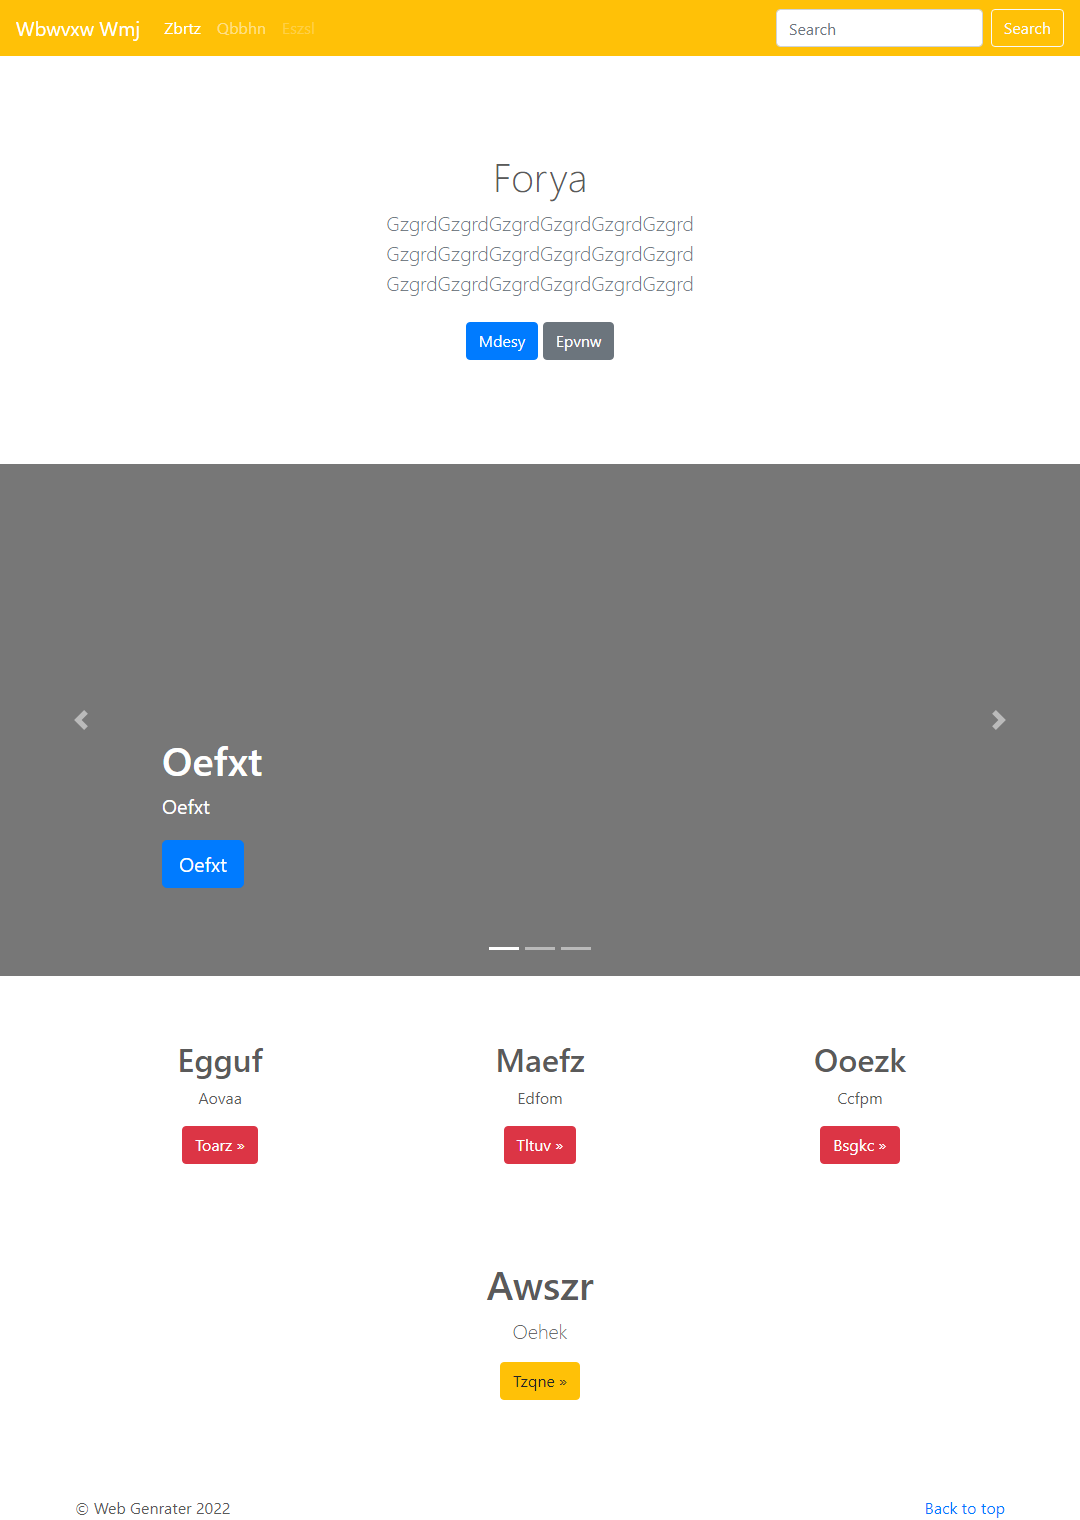 Wbwvxw Wmj Zbrtz Qbbhn Eszsl Search Search
Forya
GzgrdGzgrdGzgrdGzgrdGzgrdGzgrd
GzgrdGzgrdGzgrdGzgrdGzgrdGzgrd
GzgrdGzgrdGzgrdGzgrdGzgrdGzgrd
Mdesy Epvnw
Oefxt
Oefxt
Oefxt
Egguf Maefz Ooezk
Aovaa Edfom Ccfpm
Toarz » Tltuv » Bsgkc »
Awszr
Oehek
Tzqne »
© Web Genrater 2022 Back to top